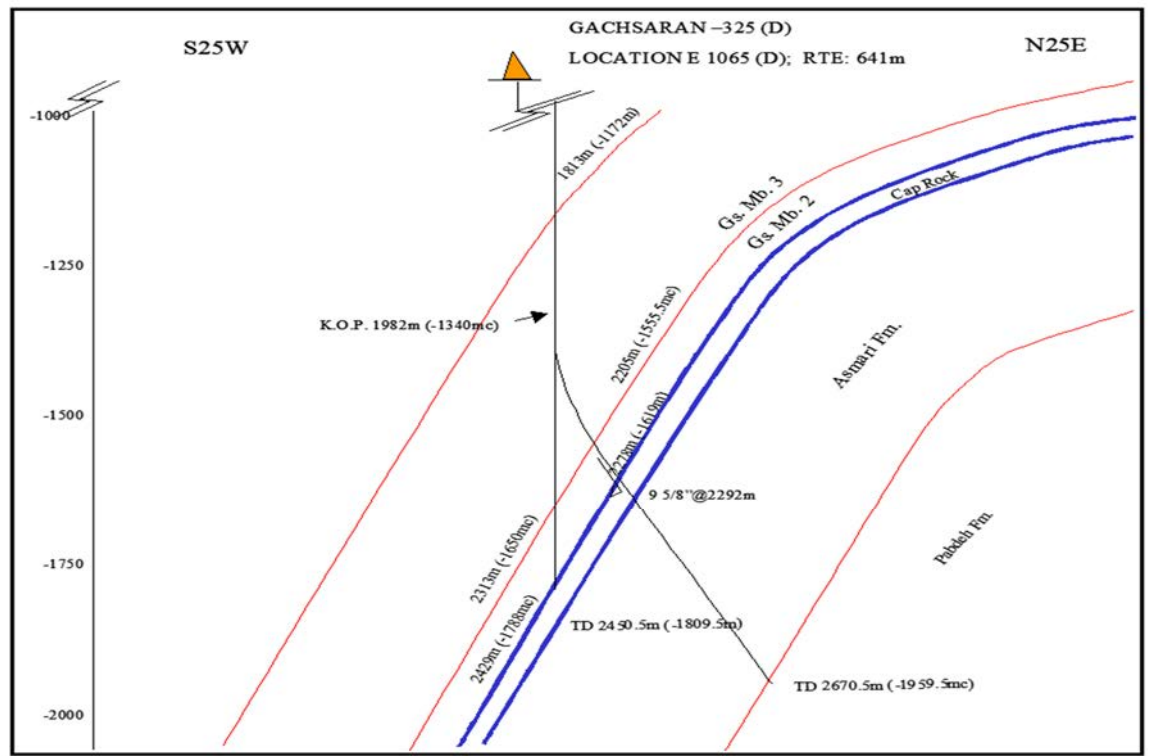 GACHSARAN –325 (D)
S25W
N25E
LOCATION E 1065 (D); RTE: 641m
-1000
1813m (-1172m)
Gs. Mb. 3
Cap Rock
Gs. Mb. 2
-1250
K.O.P. 1982m (-1340mc)
2205m (-1555.5mc)
Asmari Fm.
-1500
2278m (-1619m)
9 5/8”@2292m
Pabdeh Fm.
-1750
2313m (-1650mc)
TD 2450.5m (-1809.5m)
2429m (-1788mc)
TD 2670.5m (-1959.5mc)
-2000